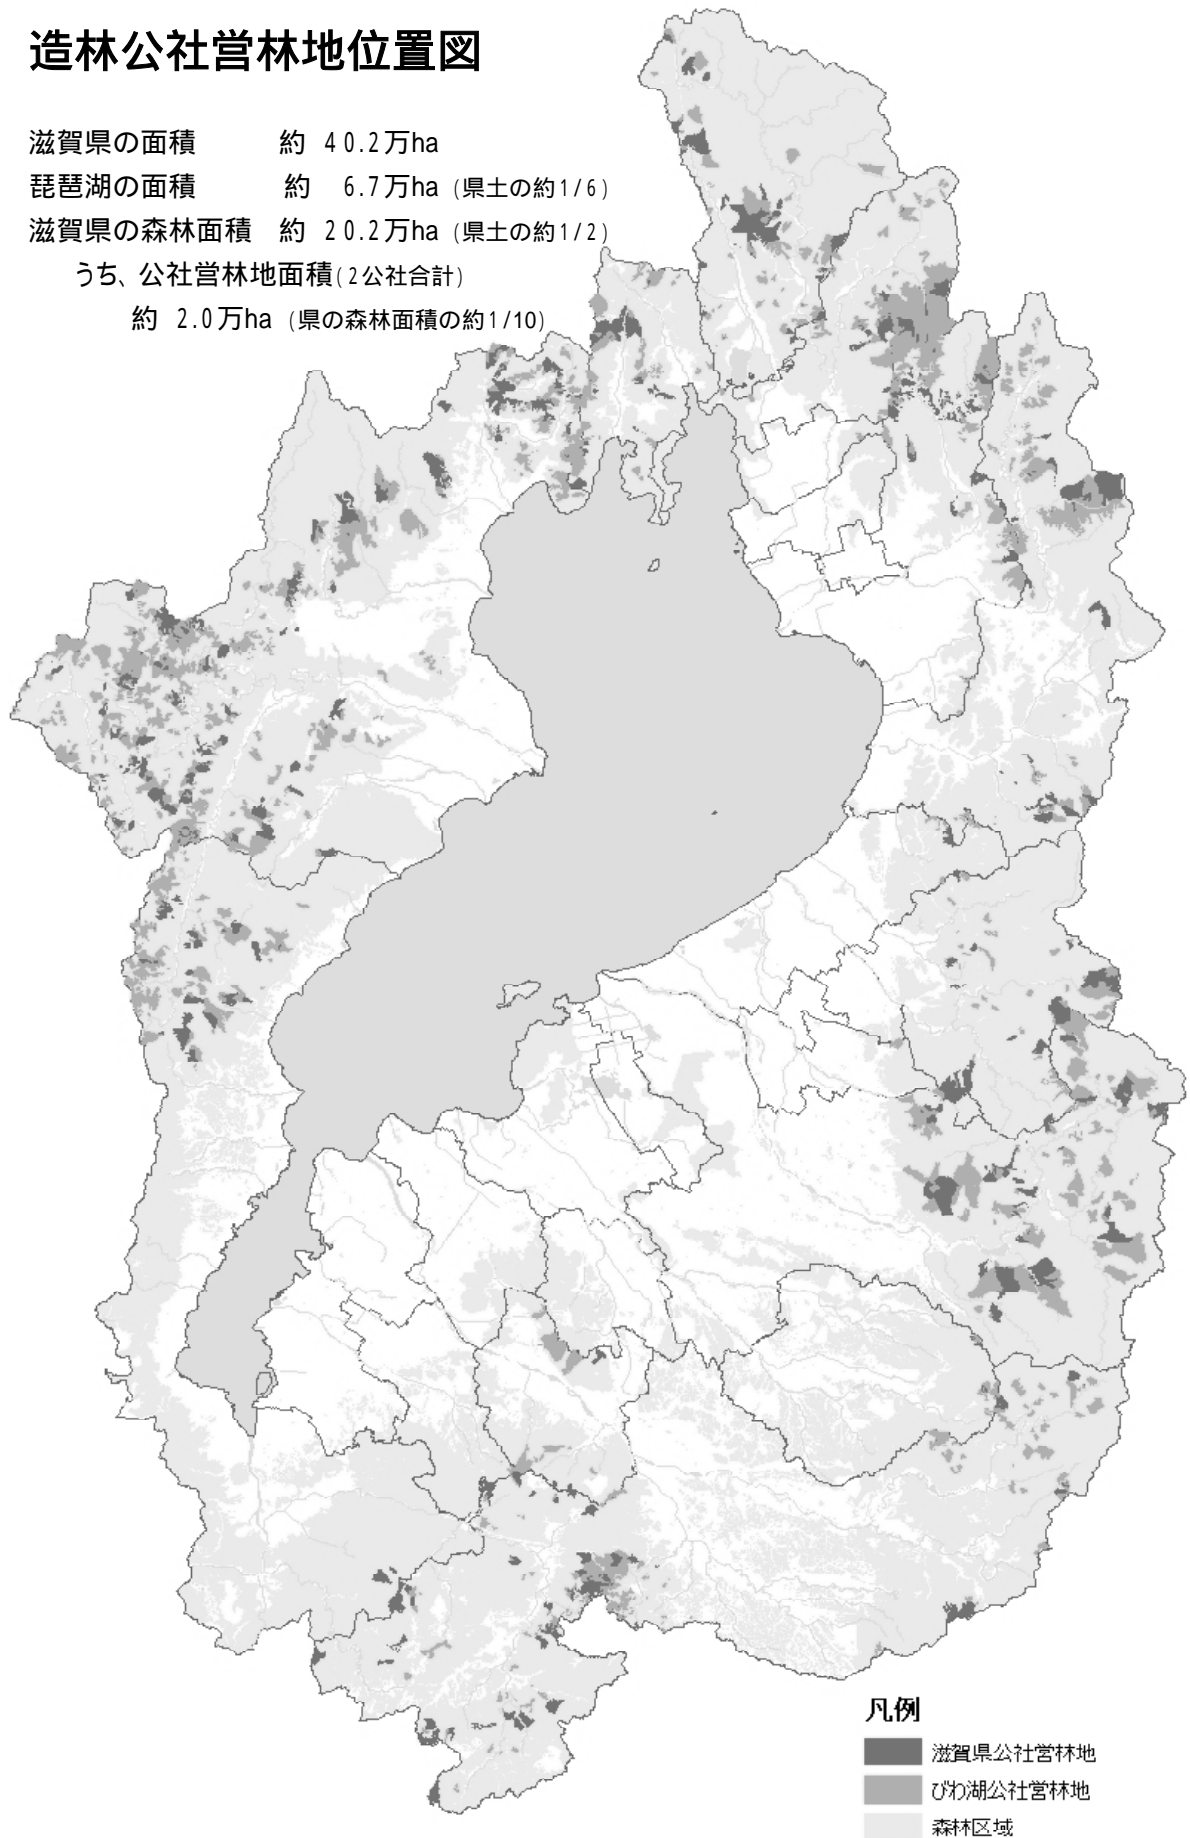 造林公社営林地位置図
滋賀県の面積 約 40.2万ha
琵琶湖の面積 約 6.7万ha (県土の約1/6)
滋賀県の森林面積 約 20.2万ha (県土の約1/2)
うち、公社営林地面積(2公社合計)
約 2.0万ha (県の森林面積の約1/10)
凡例
滋賀県公社営林地
びわ湖公社営林地
森林区域